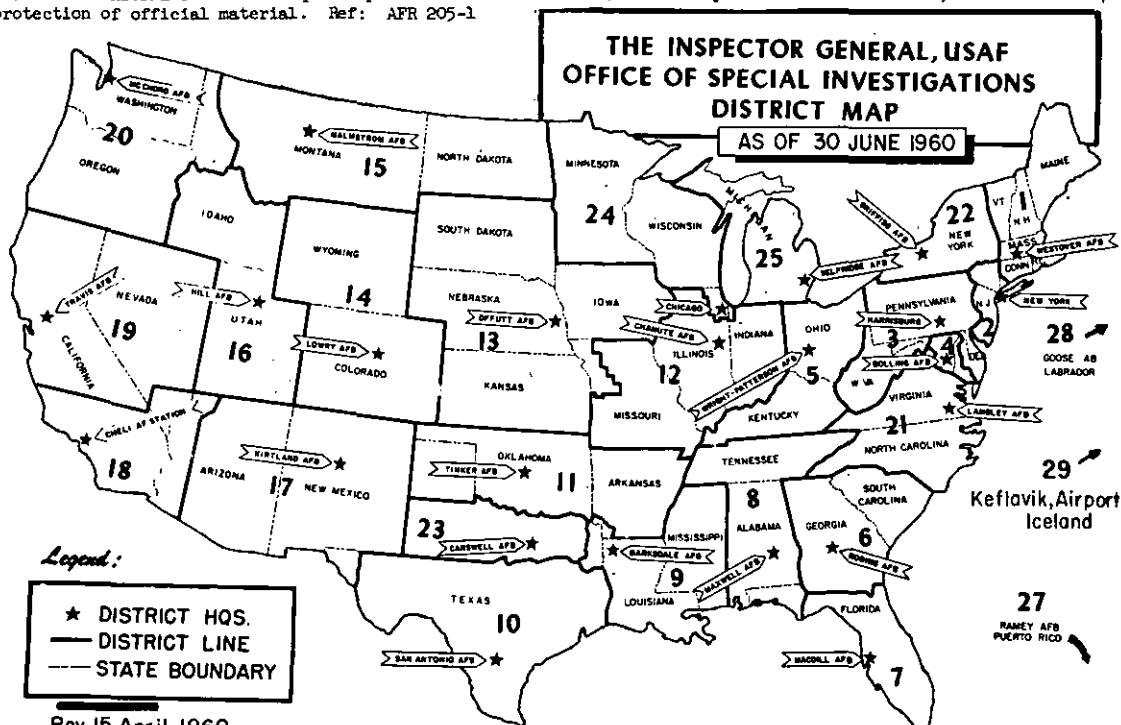 protection of official material. Ref: AFR 205-1
THE INSPECTOR GENERAL, USAF
OFFICE OF SPECIAL INVESTIGATIONS
DISTRICT MAP
AS OF 30 JUNE 1960
MC CHORD AFB
WASHINGTON
20
OREGON
MALMSTROM AFB
MONTANA
15
NORTH DAKOTA
MINNESOTA
24
WISCONSIN
MICHIGAN
25
SELFRIDGE AFB
GRIFFISS AFB
22
NEW
YORK
MAINE
VT
1
N H
MASS
WESTOVER AFB
CONN
R I
IDAHO
WYOMING
14
SOUTH DAKOTA
NEBRASKA
OFFUTT AFB
13
IOWA
CHICAGO
CHANUTE AFB
ILLINOIS
12
INDIANA
OHIO
WRIGHT-PATTERSON AFB
5
PENNSYLVANIA
HARRISBURG
3
N J
2
NEW YORK
4
DEL
BOLLING AFB
W VA
VIRGINIA
LANGLEY AFB
21
NORTH CAROLINA
28
GOOSE AB
LABRADOR
TRAVIS AFB
NEVADA
19
CALIFORNIA
HILL AFB
UTAH
16
LOWRY AFB
COLORADO
KANSAS
MISSOURI
KENTUCKY
TENNESSEE
CHELI AF STATION
18
ARIZONA
KIRTLAND AFB
17
NEW MEXICO
OKLAHOMA
TINKER AFB
11
ARKANSAS
23
CARSWELL AFB
TEXAS
10
SAN ANTONIO AFB
BARKSDALE AFB
MISSISSIPPI
9
LOUISIANA
8
ALABAMA
MAXWELL AFB
SOUTH
CAROLINA
GEORGIA
6
ROBINS AFB
FLORIDA
MACDILL AFB
7
29
Keflavik, Airport
Iceland
27
RAMEY AFB
PUERTO RICO
Legend:
★ DISTRICT HQS.
DISTRICT LINE
STATE BOUNDARY
Rev 15 April 1960